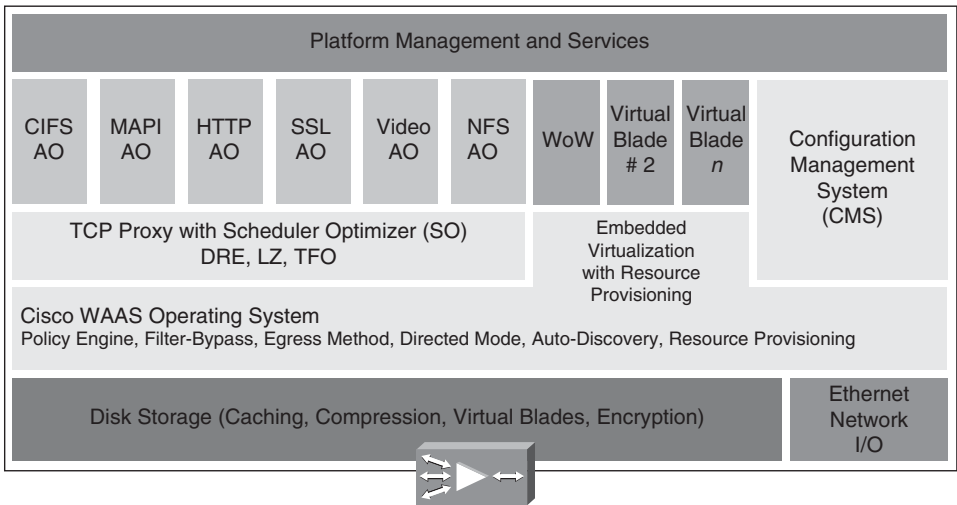 Platform Management and Services
CIFS
AO
MAPI
AO
HTTP
AO
SSL
AO
Video
AO
NFS
AO
WoW
Virtual
Blade
# 2
Virtual
Blade
n
Configuration
Management
System
(CMS)
TCP Proxy with Scheduler Optimizer (SO)
DRE, LZ, TFO
Embedded
Virtualization
with Resource
Provisioning
Cisco WAAS Operating System
Policy Engine, Filter-Bypass, Egress Method, Directed Mode, Auto-Discovery, Resource Provisioning
Disk Storage (Caching, Compression, Virtual Blades, Encryption)
Ethernet
Network
I/O